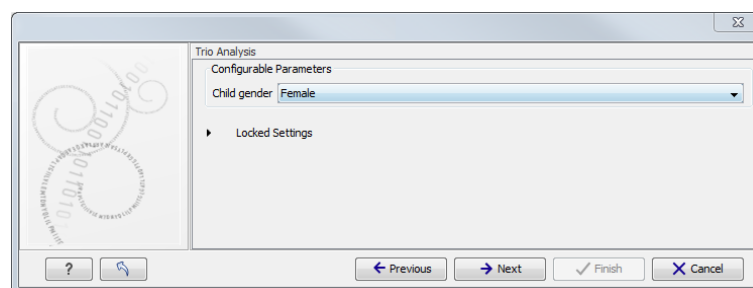 Trio Analysis
Configurable Parameters
Child gender Female
Locked Settings
? Previous Next Finish Cancel